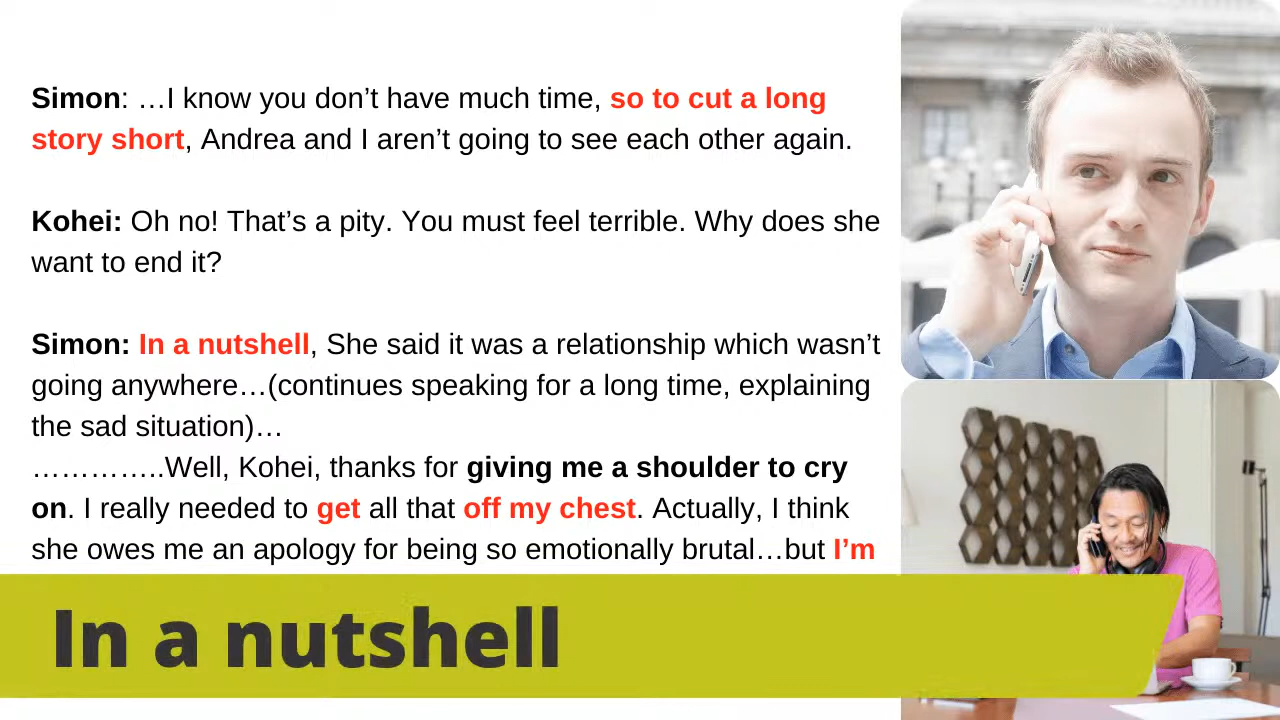 Simon: …I know you don’t have much time, so to cut a long
story short, Andrea and I aren’t going to see each other again.
Kohei: Oh no! That’s a pity. You must feel terrible. Why does she
want to end it?
Simon: In a nutshell, She said it was a relationship which wasn’t
going anywhere…(continues speaking for a long time, explaining
the sad situation)…
…………..Well, Kohei, thanks for giving me a shoulder to cry
on. I really needed to get all that off my chest. Actually, I think
she owes me an apology for being so emotionally brutal…but I’m
In a nutshell